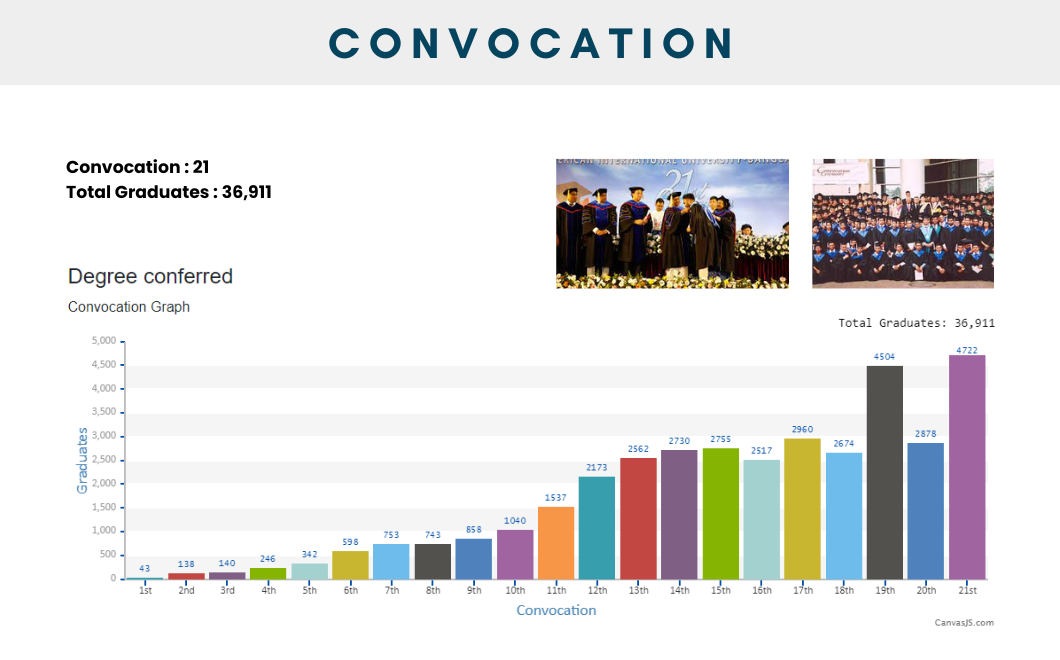 CONVOCATION
Convocation : 21
Total Graduates : 36,911
21
Degree conferred
Convocation Graph
Total Graduates: 36,911
5,000
4,500
4,000
3,500
3,000
2,500
2,000
1,500
1,000
500
0
Graduates
43
138
140
246
342
598
753
743
858
1040
1537
2173
2562
2730
2755
2517
2960
2674
4504
2878
4722
1st
2nd
3rd
4th
5th
6th
7th
8th
9th
10th
11th
12th
13th
14th
15th
16th
17th
18th
19th
20th
21st
Convocation
CanvasJS.com